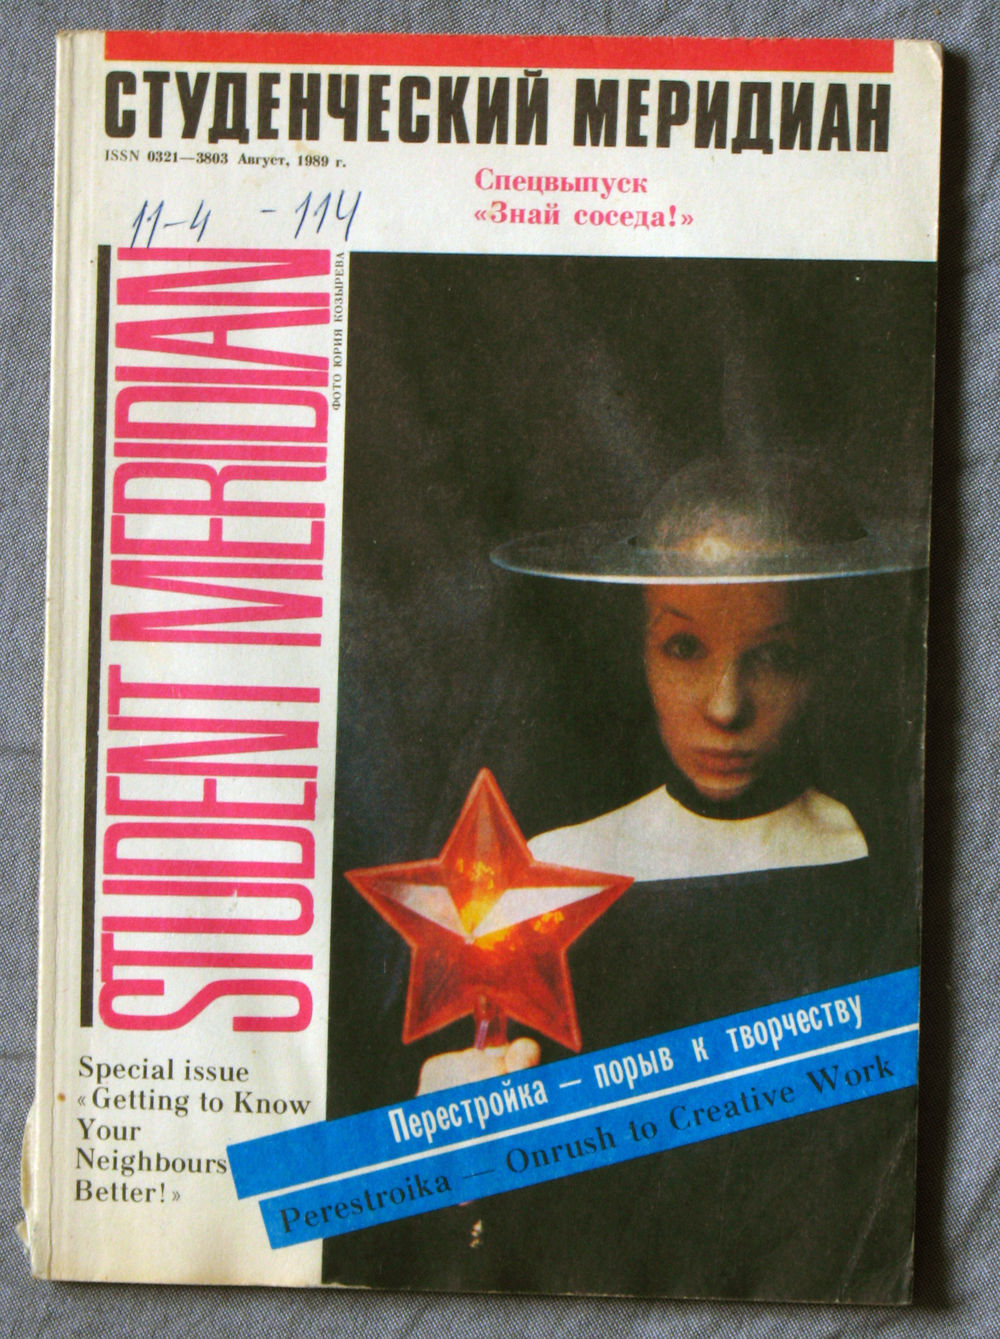 СТУДЕНЧЕСКИЙ МЕРИДИАН
ISSN 0321—3803 Август, 1989 г.
Спецвыпуск
«Знай соседа!»
11-4 - 114
STUDENT MERIDIAN
ФОТО ЮРИЯ КОЗЫРЕВА
Special issue
«Getting to Know
Your
Neighbours
Better!»
Перестройка — порыв к творчеству
Perestroika — Onrush to Creative Work